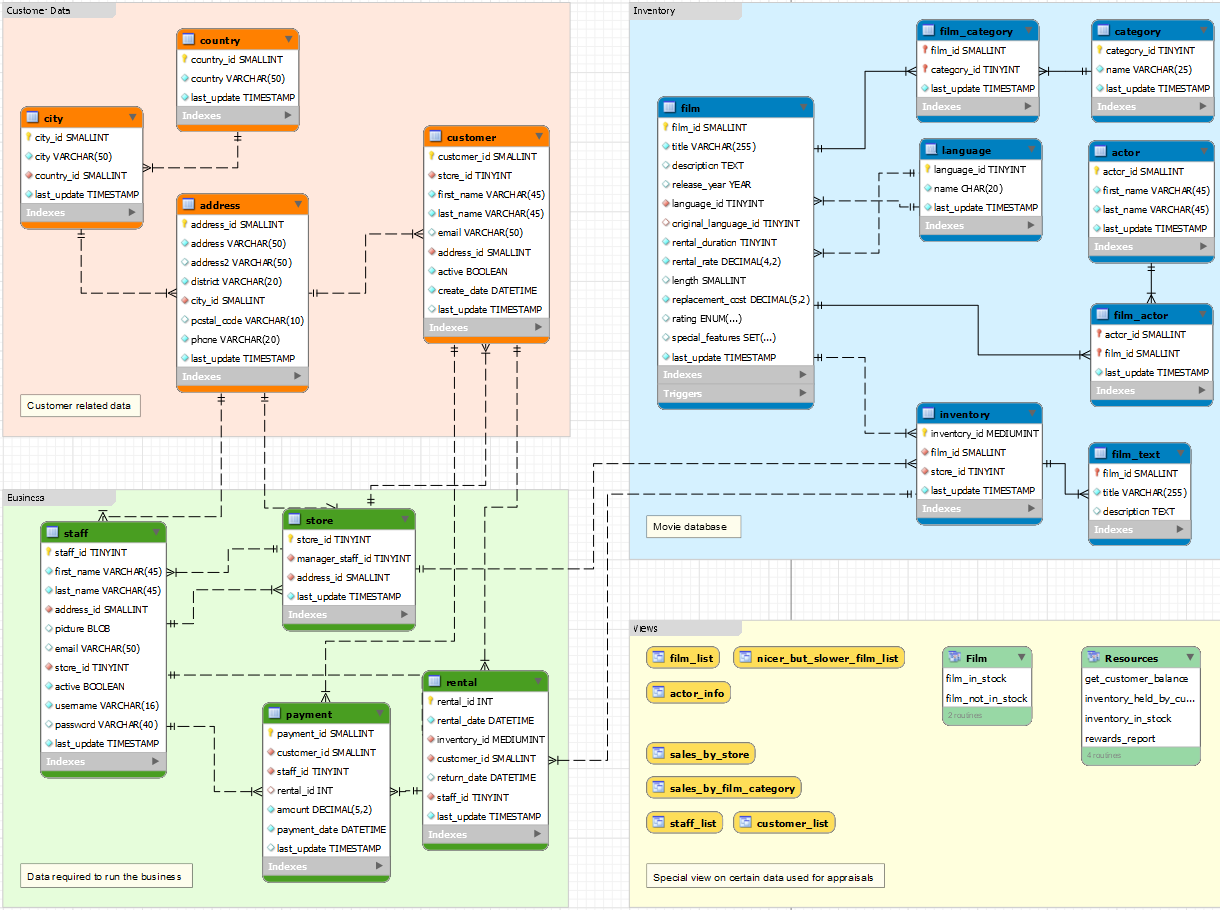 Customer Data
country
country_id SMALLINT
country VARCHAR(50)
last_update TIMESTAMP
Indexes
city
city_id SMALLINT
city VARCHAR(50)
country_id SMALLINT
last_update TIMESTAMP
Indexes
address
address_id SMALLINT
address VARCHAR(50)
address2 VARCHAR(50)
district VARCHAR(20)
city_id SMALLINT
postal_code VARCHAR(10)
phone VARCHAR(20)
last_update TIMESTAMP
Indexes
customer
customer_id SMALLINT
store_id TINYINT
first_name VARCHAR(45)
last_name VARCHAR(45)
email VARCHAR(50)
address_id SMALLINT
active BOOLEAN
create_date DATETIME
last_update TIMESTAMP
Indexes
Customer related data
Inventory
film
film_id SMALLINT
title VARCHAR(255)
description TEXT
release_year YEAR
language_id TINYINT
original_language_id TINYINT
rental_duration TINYINT
rental_rate DECIMAL(4,2)
length SMALLINT
replacement_cost DECIMAL(5,2)
rating ENUM(...)
special_features SET(...)
last_update TIMESTAMP
Indexes
Triggers
film_category
film_id SMALLINT
category_id TINYINT
last_update TIMESTAMP
Indexes
category
category_id TINYINT
name VARCHAR(25)
last_update TIMESTAMP
Indexes
language
language_id TINYINT
name CHAR(20)
last_update TIMESTAMP
Indexes
actor
actor_id SMALLINT
first_name VARCHAR(45)
last_name VARCHAR(45)
last_update TIMESTAMP
Indexes
film_actor
actor_id SMALLINT
film_id SMALLINT
last_update TIMESTAMP
Indexes
inventory
inventory_id MEDIUMINT
film_id SMALLINT
store_id TINYINT
last_update TIMESTAMP
Indexes
film_text
film_id SMALLINT
title VARCHAR(255)
description TEXT
Indexes
Movie database
Business
staff
staff_id TINYINT
first_name VARCHAR(45)
last_name VARCHAR(45)
address_id SMALLINT
picture BLOB
email VARCHAR(50)
store_id TINYINT
active BOOLEAN
username VARCHAR(16)
password VARCHAR(40)
last_update TIMESTAMP
Indexes
store
store_id TINYINT
manager_staff_id TINYINT
address_id SMALLINT
last_update TIMESTAMP
Indexes
payment
payment_id SMALLINT
customer_id SMALLINT
staff_id TINYINT
rental_id INT
amount DECIMAL(5,2)
payment_date DATETIME
last_update TIMESTAMP
Indexes
rental
rental_id INT
rental_date DATETIME
inventory_id MEDIUMINT
customer_id SMALLINT
return_date DATETIME
staff_id TINYINT
last_update TIMESTAMP
Indexes
Data required to run the business
Views
film_list
nicer_but_slower_film_list
actor_info
sales_by_store
sales_by_film_category
staff_list
customer_list
Film
film_in_stock
film_not_in_stock
2 routines
Resources
get_customer_balance
inventory_held_by_cu...
inventory_in_stock
rewards_report
4 routines
Special view on certain data used for appraisals